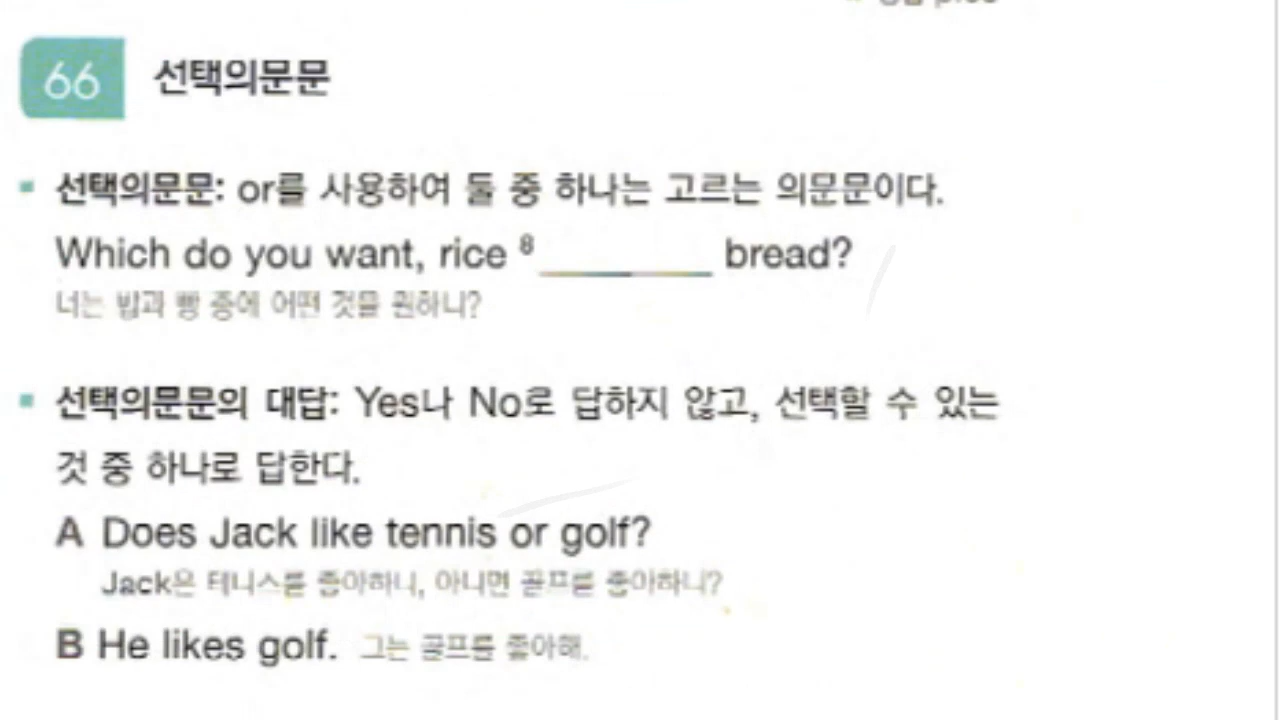 66 선택의문문
선택의문문: or를 사용하여 둘 중 하나는 고르는 의문문이다.
Which do you want, rice 8 ________ bread?
너는 밥과 빵 중에 어떤 것을 원하니?
선택의문문의 대답: Yes나 No로 답하지 않고, 선택할 수 있는
것 중 하나로 답한다.
A Does Jack like tennis or golf?
Jack은 테니스를 좋아하니, 아니면 골프를 좋아하니?
B He likes golf. 그는 골프를 좋아해.